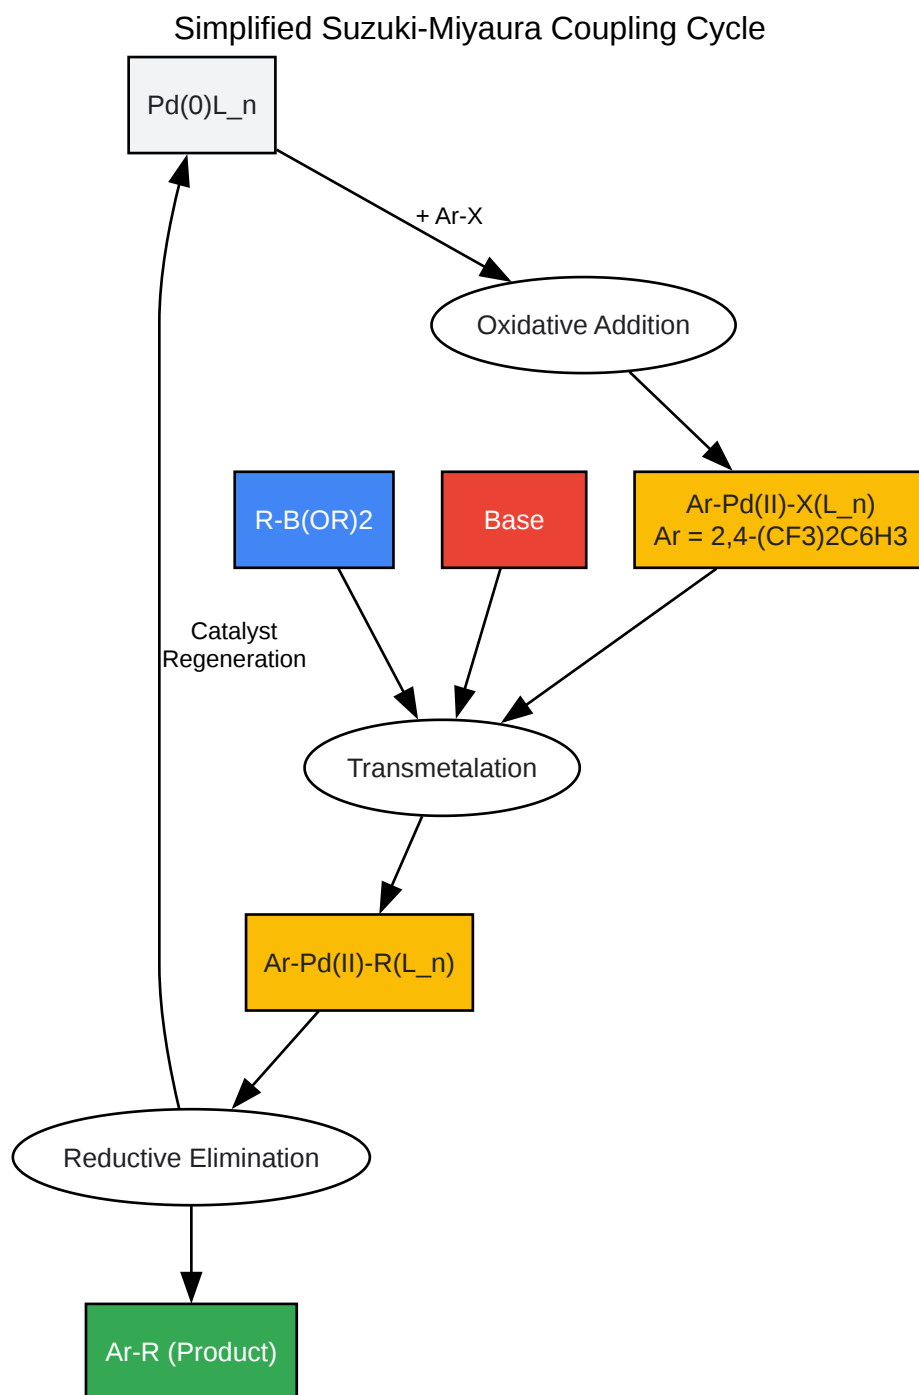 Simplified Suzuki-Miyaura Coupling Cycle
Pd(0)L_n
+ Ar-X
Oxidative Addition
R-B(OR)2
Base
Ar-Pd(II)-X(L_n)
Ar = 2,4-(CF3)2C6H3
Catalyst
Regeneration
Transmetalation
Ar-Pd(II)-R(L_n)
Reductive Elimination
Ar-R (Product)